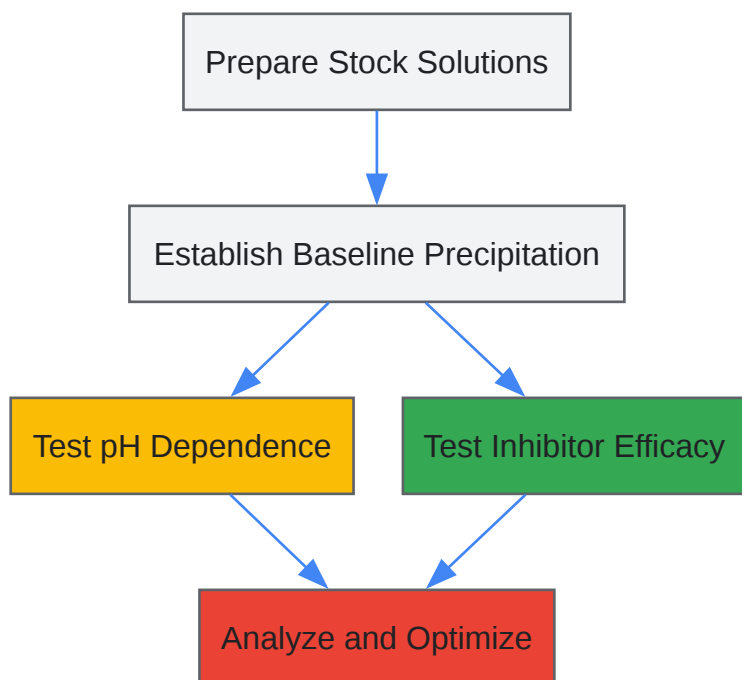 Prepare Stock Solutions
Establish Baseline Precipitation
Test pH Dependence
Test Inhibitor Efficacy
Analyze and Optimize